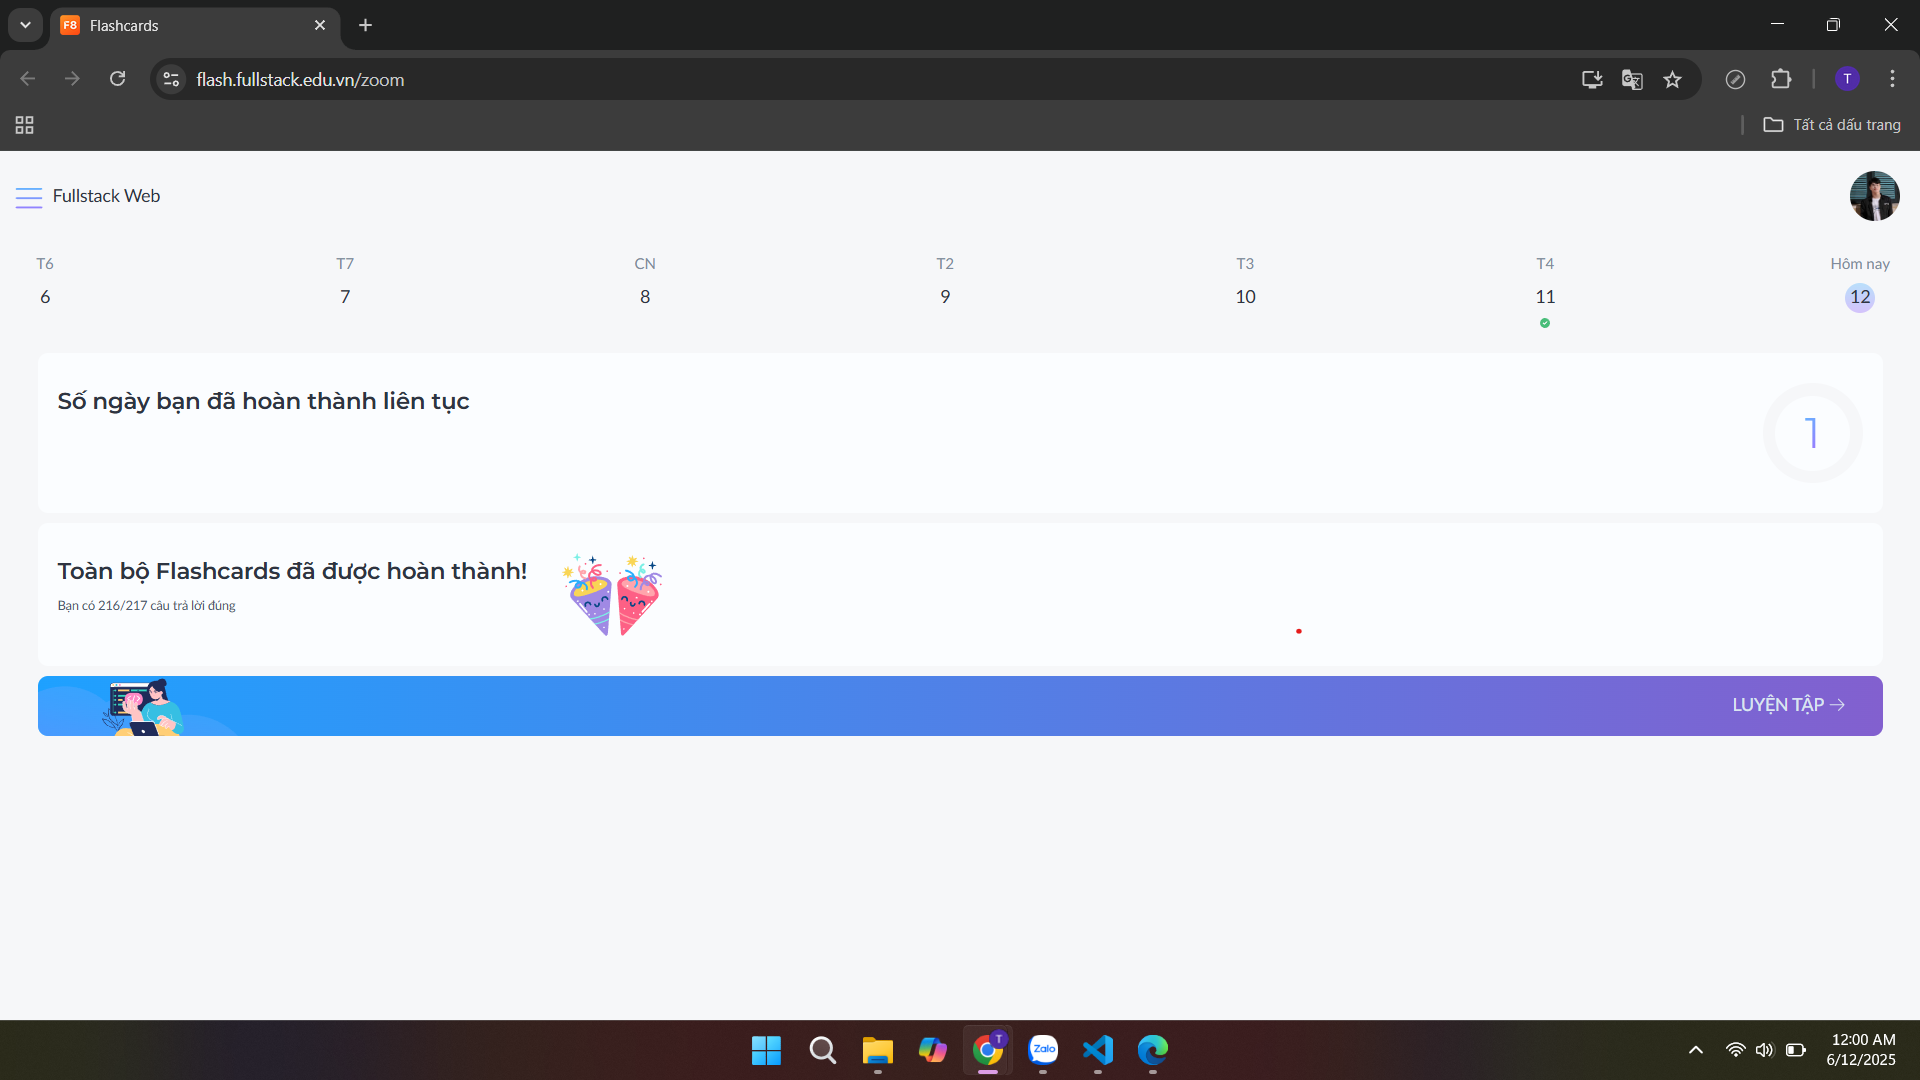 F8 Flashcards
flash.fullstack.edu.vn/zoom
T
Tất cả dấu trang
Fullstack Web
T6 T7 CN T2 T3 T4 Hôm nay
6 7 8 9 10 11 12
Số ngày bạn đã hoàn thành liên tục
1
Toàn bộ Flashcards đã được hoàn thành!
Bạn có 216/217 câu trả lời đúng
LUYỆN TẬP
T
Zalo
12:00 AM
6/12/2025